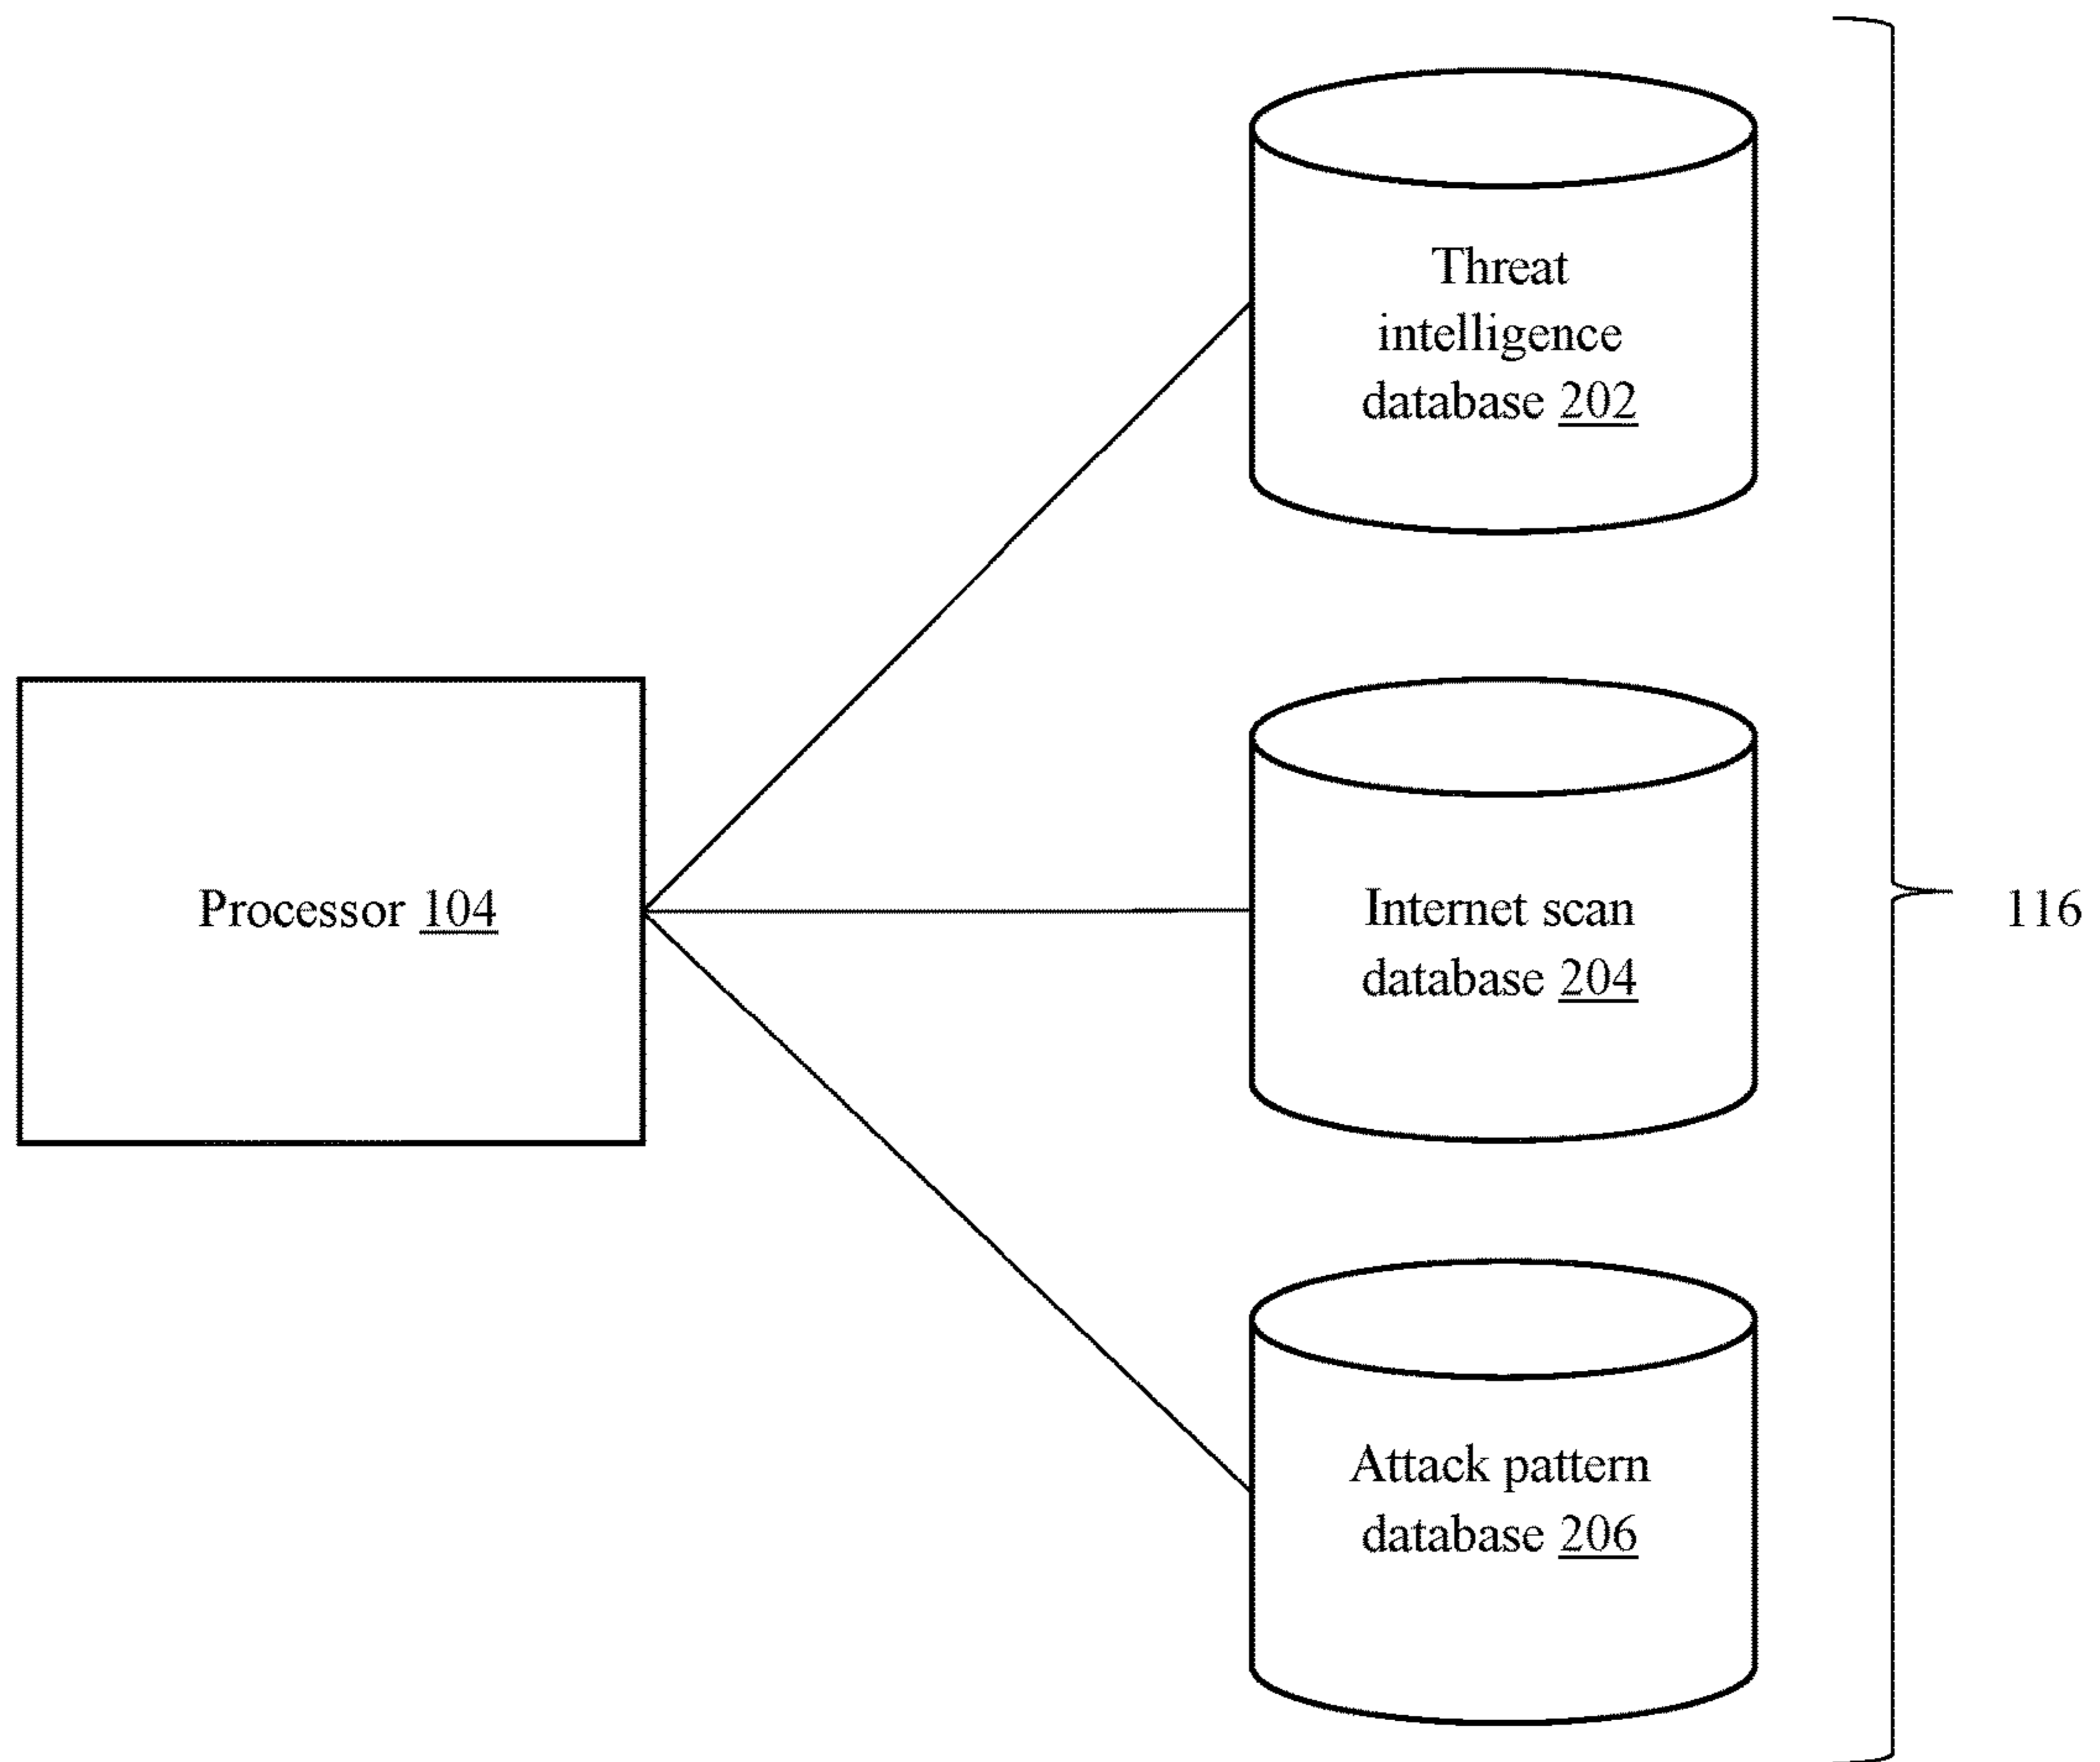 Threat
intelligence
database 202
Processor 104
Internet scan
database 204
116
Attack pattern
database 206